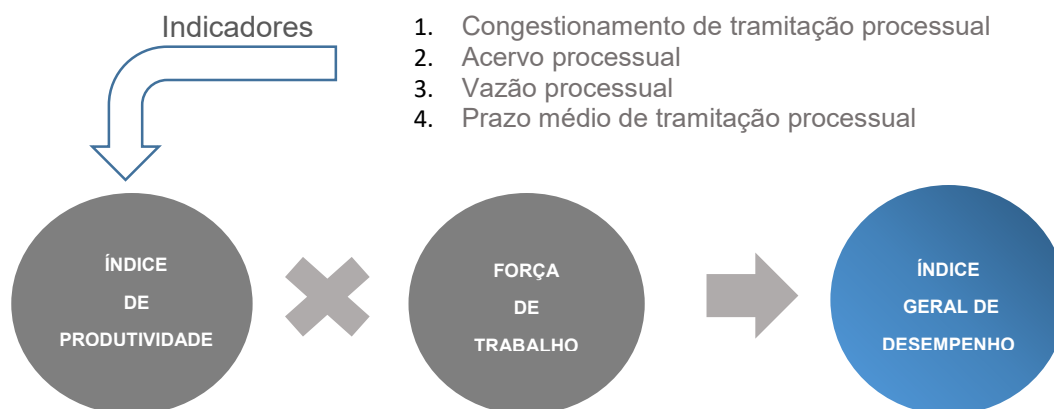 Indicadores
1. Congestionamento de tramitação processual
2. Acervo processual
3. Vazão processual
4. Prazo médio de tramitação processual
ÍNDICE
DE
PRODUTIVIDADE
FORÇA
DE
TRABALHO
ÍNDICE
GERAL DE
DESEMPENHO